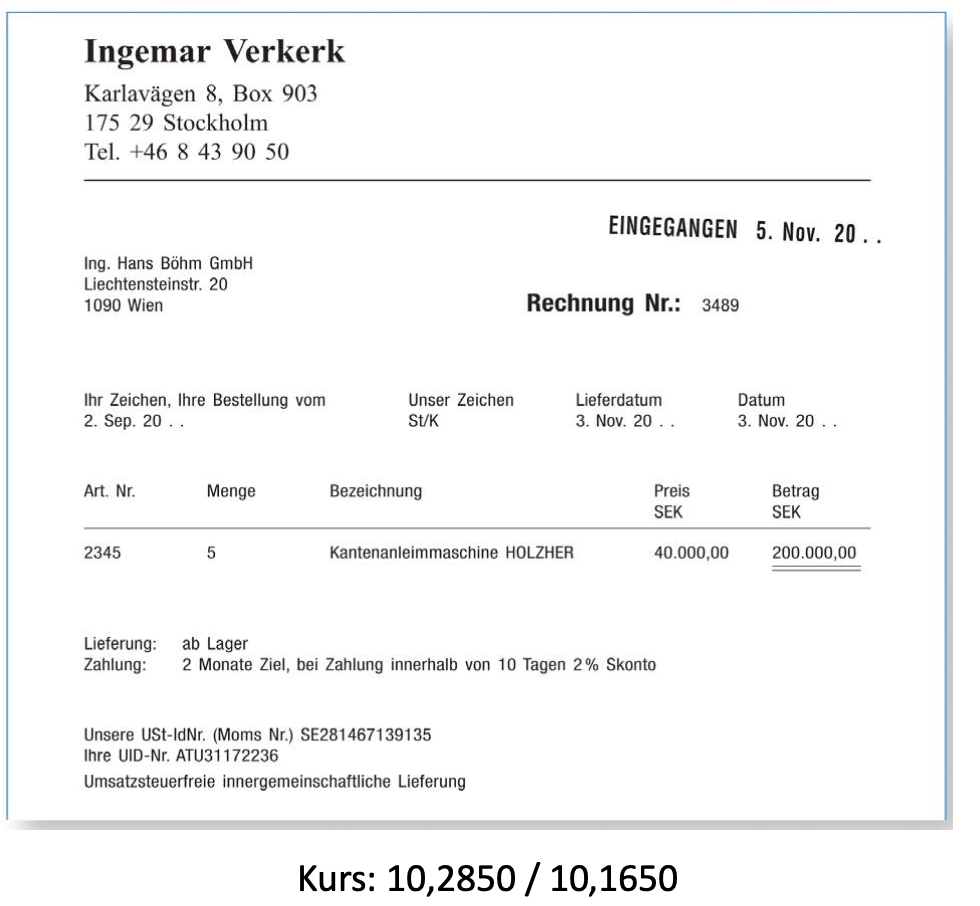 Ingemar Verkerk
Karlavägen 8, Box 903
175 29 Stockholm
Tel. +46 8 43 90 50
EINGEGANGEN 5. Nov. 20 . .
Ing. Hans Böhm GmbH
Liechtensteinstr. 20
1090 Wien
Rechnung Nr.: 3489
Ihr Zeichen, Ihre Bestellung vom Unser Zeichen Lieferdatum Datum
2. Sep. 20 . . St/K 3. Nov. 20 . . 3. Nov. 20 . .
Art. Nr. Menge Bezeichnung Preis Betrag
SEK SEK
2345 5 Kantenanleimmaschine HOLZHER 40.000,00 200.000,00
Lieferung: ab Lager
Zahlung: 2 Monate Ziel, bei Zahlung innerhalb von 10 Tagen 2 % Skonto
Unsere USt-IdNr. (Moms Nr.) SE281467139135
Ihre UID-Nr. ATU31172236
Umsatzsteuerfreie innergemeinschaftliche Lieferung
Kurs: 10,2850 / 10,1650